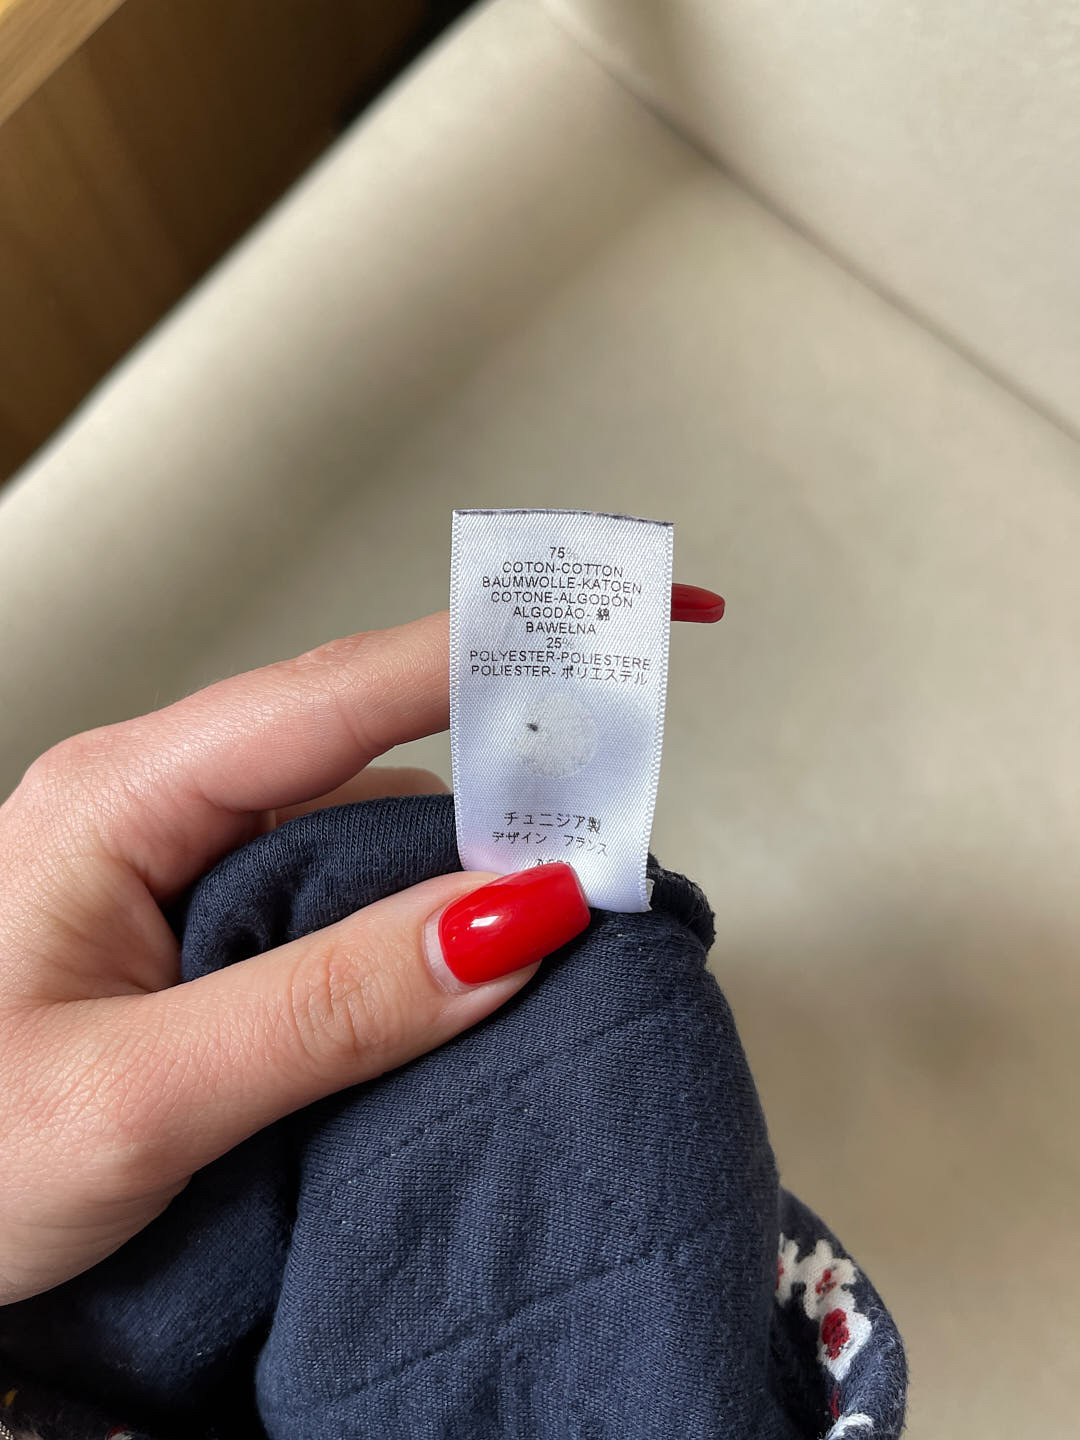 75%
COTON-COTTON
BAUMWOLLE-KATOEN
COTONE-ALGODÓN
ALGODÃO- 綿
BAWEŁNA
25%
POLYESTER-POLIESTERE
POLIESTER- ポリエステル
チュニジア製
デザイン フランス